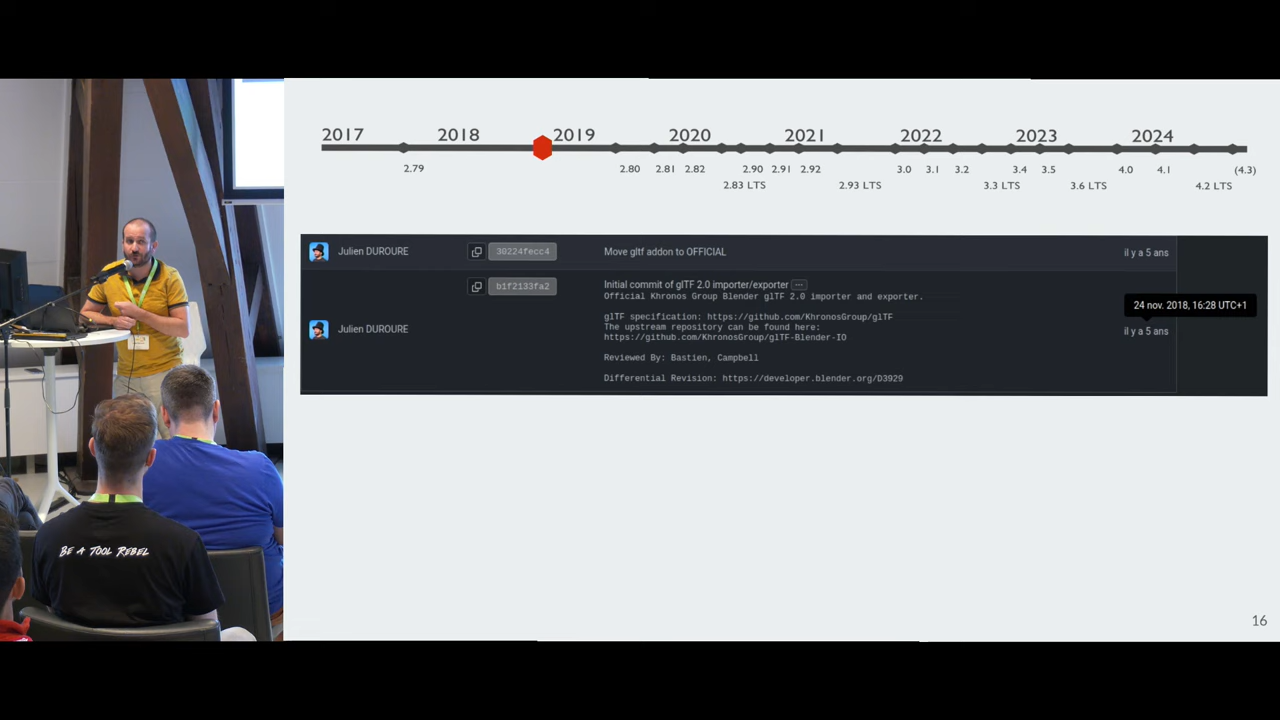 2017 2018 2019 2020 2021 2022 2023 2024
2.79 2.80 2.81 2.82 2.90 2.91 2.92 3.0 3.1 3.2 3.4 3.5 4.0 4.1 (4.3)
2.83 LTS 2.93 LTS 3.3 LTS 3.6 LTS 4.2 LTS
Julien DUROURE 30224fecc4 Move gltf addon to OFFICIAL il y a 5 ans
b1f2133fa2 Initial commit of glTF 2.0 importer/exporter ...
Official Khronos Group Blender glTF 2.0 importer and exporter.
24 nov. 2018, 16:28 UTC+1
glTF specification: https://github.com/KhronosGroup/glTF
Julien DUROURE The upstream repository can be found here: il y a 5 ans
https://github.com/KhronosGroup/glTF-Blender-IO
Reviewed By: Bastien, Campbell
Differential Revision: https://developer.blender.org/D3929
BE A TOOL REBEL
16